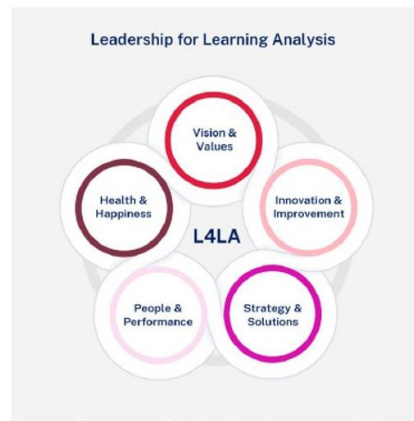 Leadership for Learning Analysis
Vision &
Values
Health &
Happiness
Innovation &
Improvement
L4LA
People &
Performance
Strategy &
Solutions